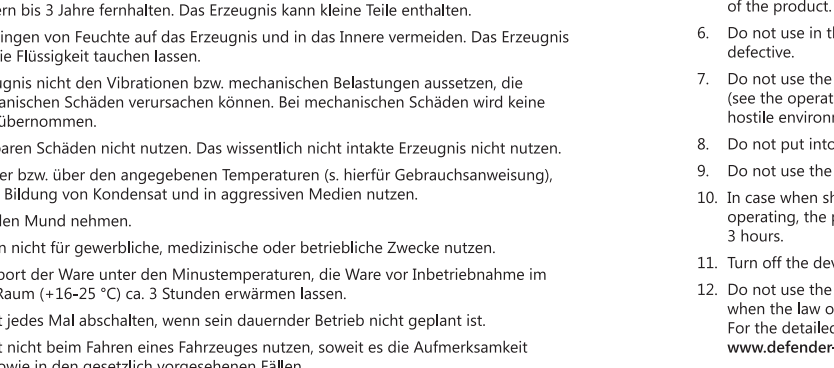 ern bis 3 Jahre fernhalten. Das Erzeugnis kann kleine Teile enthalten.
ingen von Feuchte auf das Erzeugnis und in das Innere vermeiden. Das Erzeugnis
ie Flüssigkeit tauchen lassen.
ugnis nicht den Vibrationen bzw. mechanischen Belastungen aussetzen, die
anischen Schäden verursachen können. Bei mechanischen Schäden wird keine
übernommen.
aren Schäden nicht nutzen. Das wissentlich nicht intakte Erzeugnis nicht nutzen.
er bzw. über den angegebenen Temperaturen (s. hierfür Gebrauchsanweisung),
Bildung von Kondensat und in aggressiven Medien nutzen.
den Mund nehmen.
n nicht für gewerbliche, medizinische oder betriebliche Zwecke nutzen.
port der Ware unter den Minustemperaturen, die Ware vor Inbetriebnahme im
Raum (+16-25 °C) ca. 3 Stunden erwärmen lassen.
t jedes Mal abschalten, wenn sein dauernder Betrieb nicht geplant ist.
t nicht beim Fahren eines Fahrzeuges nutzen, soweit es die Aufmerksamkeit
owie in den gesetzlich vorgesehenen Fällen.
of the product.
6. Do not use in th
defective.
7. Do not use the
(see the operat
hostile environm
8. Do not put into
9. Do not use the
10. In case when sh
operating, the p
3 hours.
11. Turn off the dev
12. Do not use the
when the law o
For the detailed
www.defender-